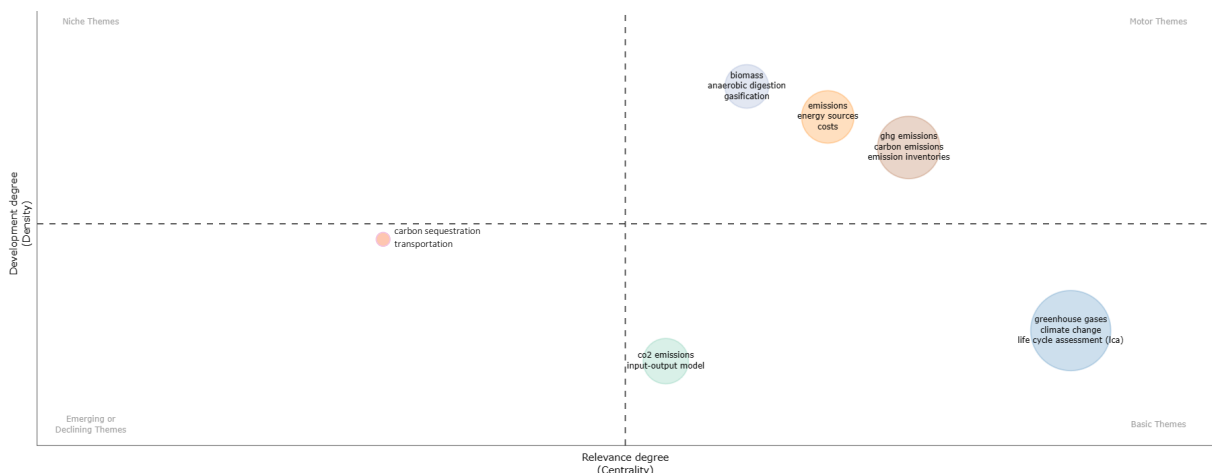 Niche Themes
Motor Themes
biomass
anaerobic digestion
gasification
emissions
energy sources
costs
ghg emissions
carbon emissions
emission inventories
Development degree
(Density)
carbon sequestration
transportation
greenhouse gases
climate change
life cycle assessment (lca)
co2 emissions
input-output model
Emerging or
Declining Themes
Basic Themes
Relevance degree
(Centrality)